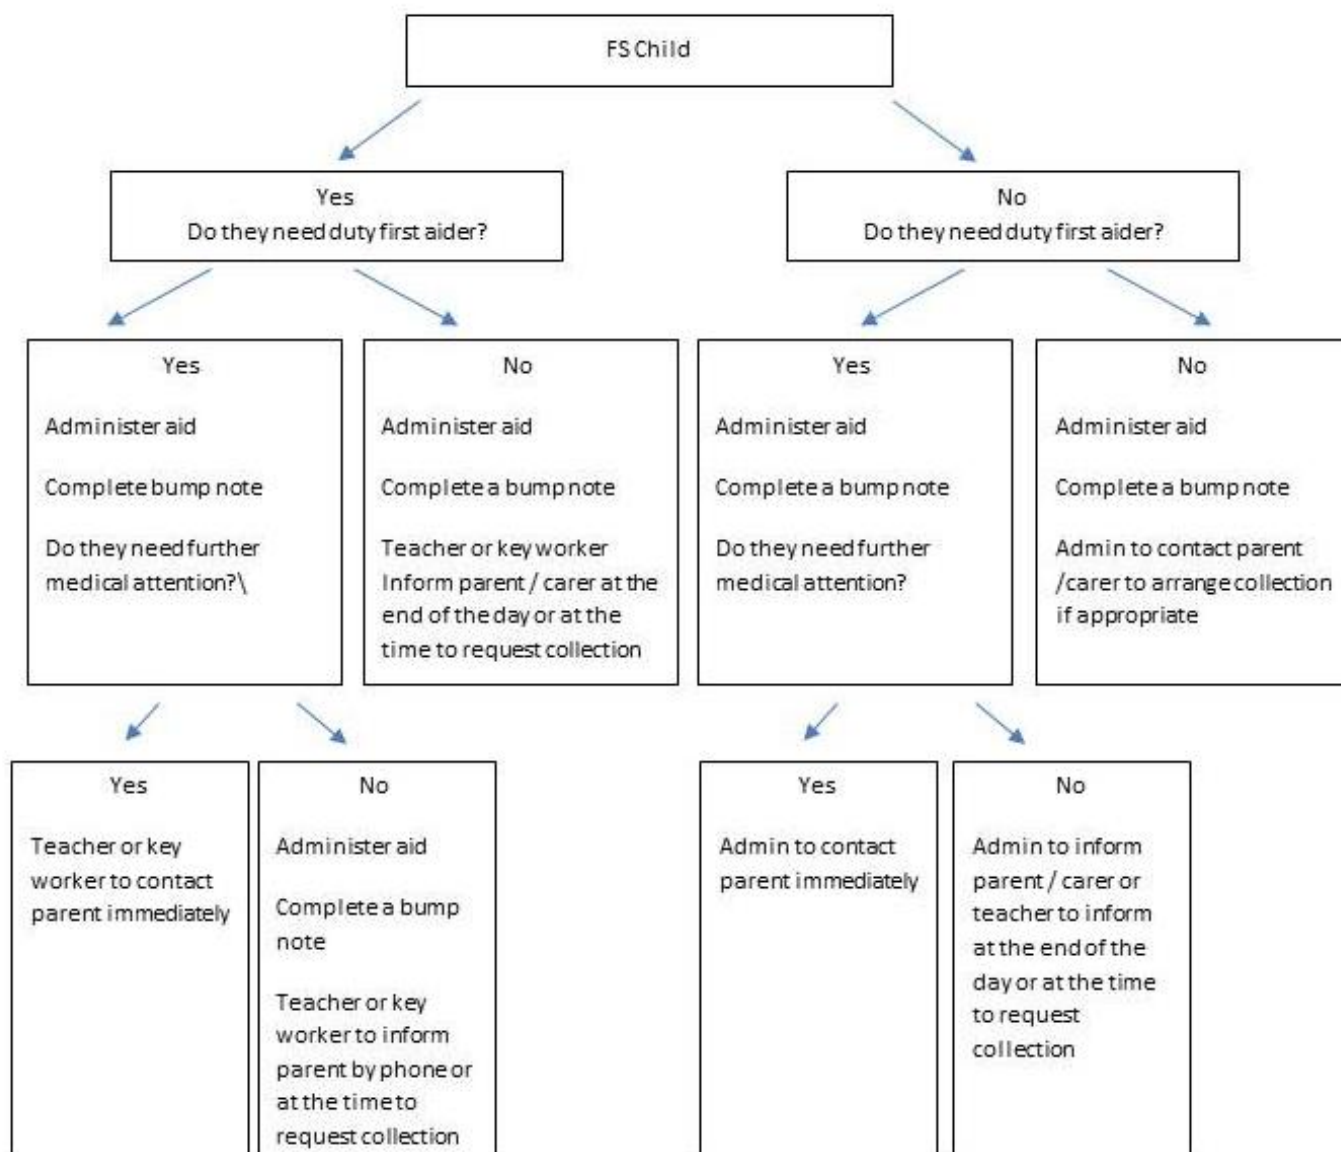 FS Child
Yes
Do they need duty first aider?
No
Do they need duty first aider?
Yes
Administer aid
Complete bump note
Do they need further
medical attention?\
No
Administer aid
Complete a bump note
Teacher or key worker
Inform parent / carer at the
end of the day or at the
time to request collection
Yes
Administer aid
Complete a bump note
Do they need further
medical attention?
No
Administer aid
Complete a bump note
Admin to contact parent
/carer to arrange collection
if appropriate
Yes
Teacher or key
worker to contact
parent immediately
No
Administer aid
Complete a bump
note
Teacher or key
worker to inform
parent by phone or
at the time to
request collection
Yes
Admin to contact
parent immediately
No
Admin to inform
parent / carer or
teacher to inform
at the end of the
day or at the time
to request
collection